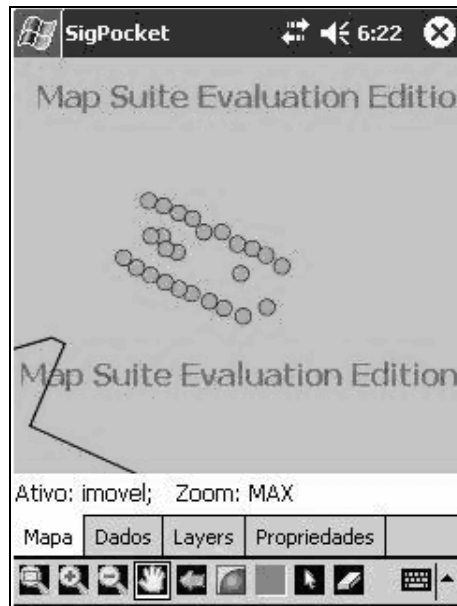 SigPocket 6:22
Map Suite Evaluation Editio
Map Suite Evaluation Edition
Ativo: imovel; Zoom: MAX
Mapa Dados Layers Propriedades